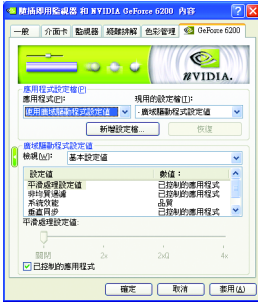 隨插即用監視器 和 NVIDIA GeForce 6200 內容
一般 介面卡 監視器 疑難排解 色彩管理 GeForce 6200
NVIDIA.
應用程式設定檔(P)
應用程式(P): 現用的設定檔(I):
使用廣域驅動程式設定值 - 廣域驅動程式設定值
新增設定檔... 恢復
廣域驅動程式設定值
檢視(W): 基本設定值
設定值 數值:
平滑處理設定值 已控制的應用程式
非均質過濾 已控制的應用程式
系統效能 品質
垂直同步 已控制的應用程式
平滑處理設定值:
關閉 2x 2xQ 4x
已控制的應用程式
確定 取消 套用(A)